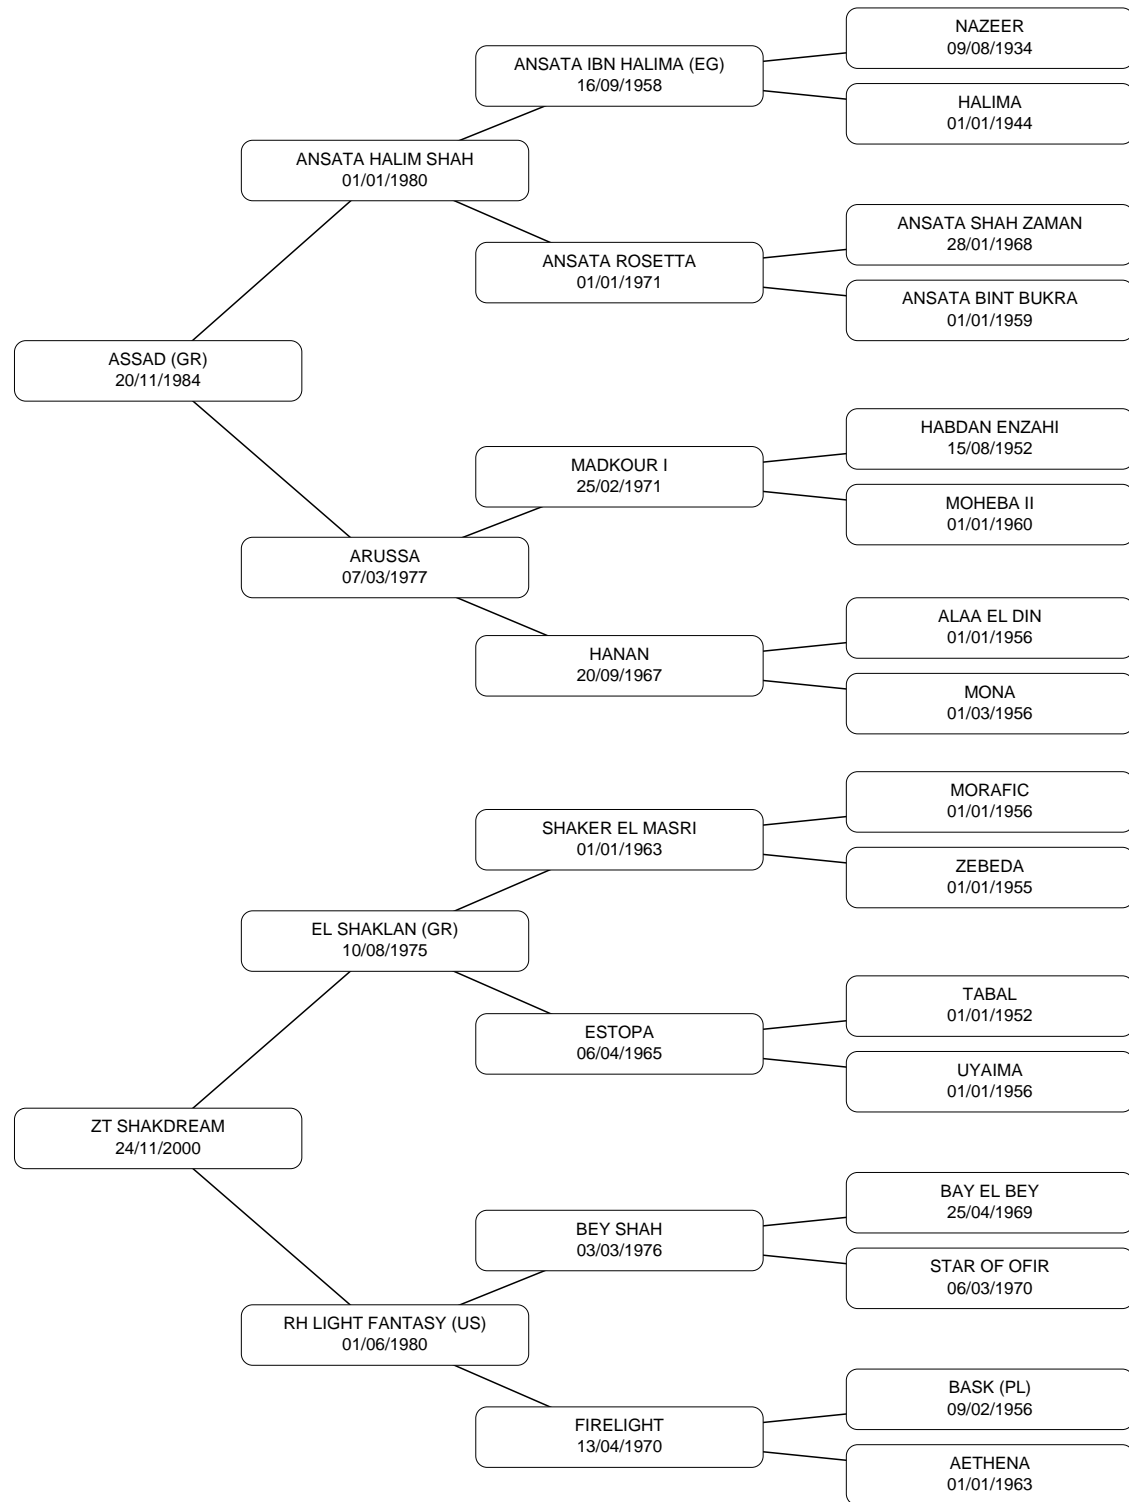 NAZEER
09/08/1934
ANSATA IBN HALIMA (EG)
16/09/1958
HALIMA
01/01/1944
ANSATA HALIM SHAH
01/01/1980
ANSATA SHAH ZAMAN
28/01/1968
ANSATA ROSETTA
01/01/1971
ANSATA BINT BUKRA
01/01/1959
ASSAD (GR)
20/11/1984
HABDAN ENZAHI
15/08/1952
MADKOUR I
25/02/1971
MOHEBA II
01/01/1960
ARUSSA
07/03/1977
ALAA EL DIN
01/01/1956
HANAN
20/09/1967
MONA
01/03/1956
MORAFIC
01/01/1956
SHAKER EL MASRI
01/01/1963
ZEBEDA
01/01/1955
EL SHAKLAN (GR)
10/08/1975
TABAL
01/01/1952
ESTOPA
06/04/1965
UYAIMA
01/01/1956
ZT SHAKDREAM
24/11/2000
BAY EL BEY
25/04/1969
BEY SHAH
03/03/1976
STAR OF OFIR
06/03/1970
RH LIGHT FANTASY (US)
01/06/1980
BASK (PL)
09/02/1956
FIRELIGHT
13/04/1970
AETHENA
01/01/1963